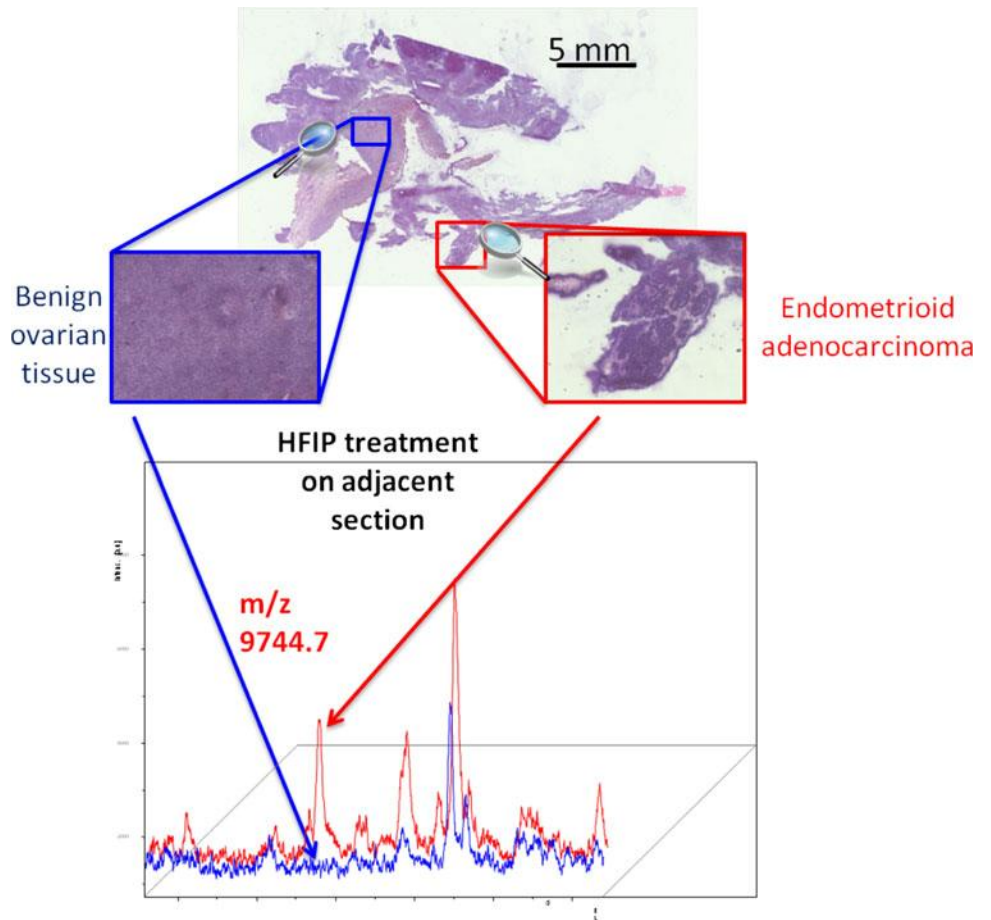 5 mm
Benign
ovarian
tissue
Endometrioid
adenocarcinoma
HFIP treatment
on adjacent
section
m/z
9744.7